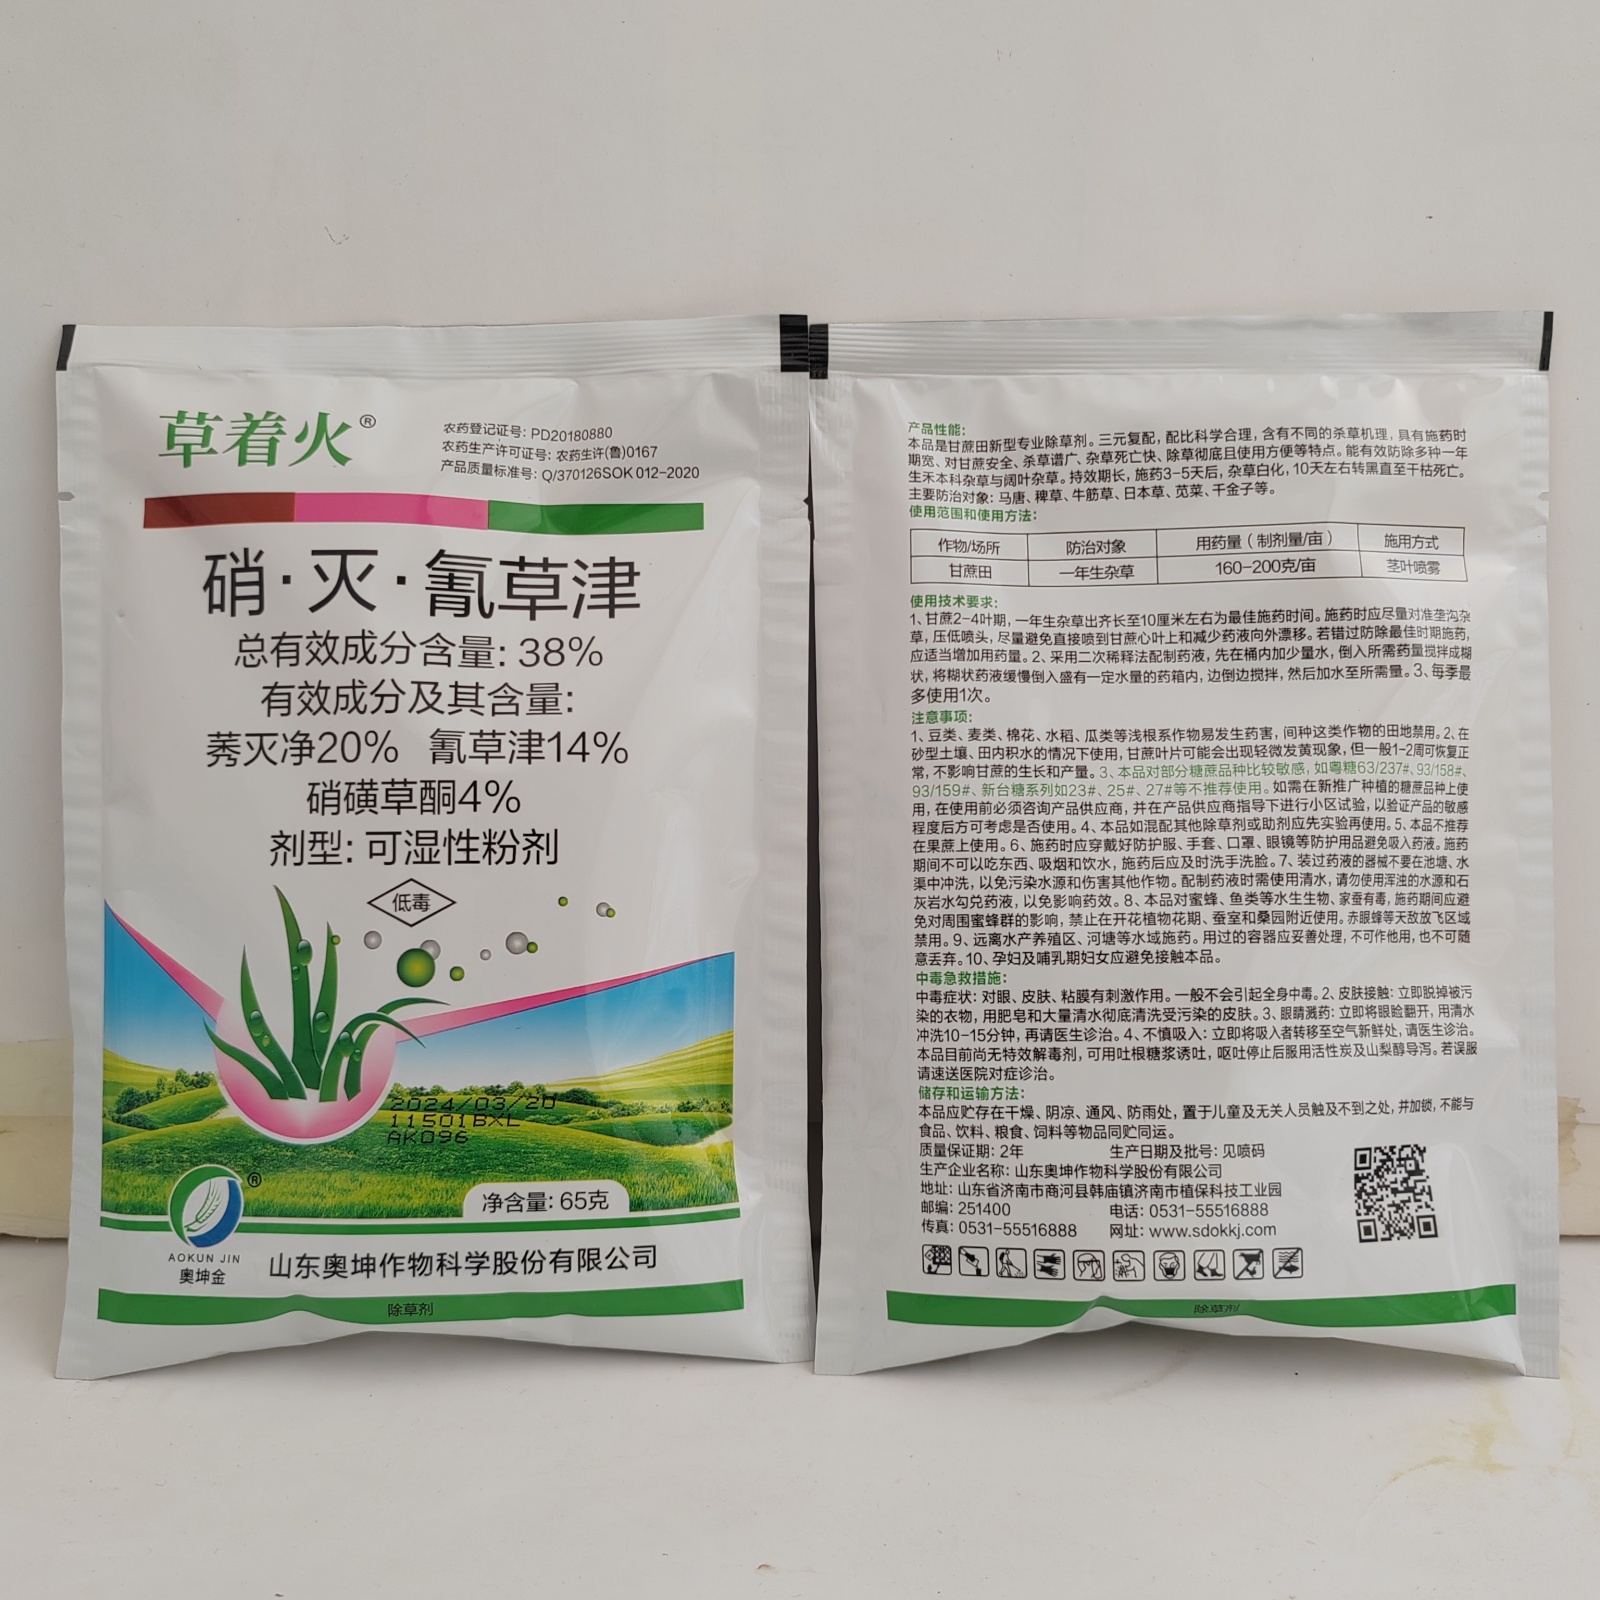 草着火®
农药登记证号: PD20180880
农药生产许可证号: 农药生许(鲁)0167
产品质量标准号: Q/370126SOK 012-2020
硝·灭·氰草津
总有效成分含量: 38%
有效成分及其含量:
莠灭净20% 氰草津14%
硝磺草酮4%
剂型: 可湿性粉剂
低毒
2024/03/20
11501BXL
AK096
净含量: 65克
®
AOKUN JIN
奥坤金
山东奥坤作物科学股份有限公司
除草剂
产品性能:
本品是甘蔗田新型专业除草剂。三元复配, 配比科学合理, 含有不同的杀草机理, 具有施药时
期宽、对甘蔗安全、杀草谱广、杂草死亡快、除草彻底且使用方便等特点。能有效防除多种一年
生禾本科杂草与阔叶杂草。持效期长, 施药3-5天后, 杂草白化, 10天左右转黑直至干枯死亡。
主要防治对象: 马唐、稗草、牛筋草、日本草、苋菜、千金子等。
使用范围和使用方法:
作物/场所 防治对象 用药量(制剂量/亩) 施用方式
甘蔗田 一年生杂草 160-200克/亩 茎叶喷雾
使用技术要求:
1、甘蔗2-4叶期, 一年生杂草出齐长至10厘米左右为最佳施药时间。施药时应尽量对准垄沟杂
草, 压低喷头, 尽量避免直接喷到甘蔗心叶上和减少药液向外漂移。若错过防除最佳时期施药,
应适当增加用药量。2、采用二次稀释法配制药液, 先在桶内加少量水, 倒入所需药量搅拌成糊
状, 将糊状药液缓慢倒入盛有一定水量的药箱内, 边倒边搅拌, 然后加水至所需量。3、每季最
多使用1次。
注意事项:
1、豆类、麦类、棉花、水稻、瓜类等浅根系作物易发生药害, 间种这类作物的田地禁用。2、在
砂型土壤、田内积水的情况下使用, 甘蔗叶片可能会出现轻微发黄现象, 但一般1-2周可恢复正
常, 不影响甘蔗的生长和产量。3、本品对部分糖蔗品种比较敏感, 如粤糖63/237#、93/158#、
93/159#、新台糖系列如23#、25#、27#等不推荐使用。如需在新推广种植的糖蔗品种上使
用, 在使用前必须咨询产品供应商, 并在产品供应商指导下进行小区试验, 以验证产品的敏感
程度后方可考虑是否使用。4、本品如混配其他除草剂或助剂应先实验再使用。5、本品不推荐
在果蔗上使用。6、施药时应穿戴好防护服、手套、口罩、眼镜等防护用品避免吸入药液。施药
期间不可以吃东西、吸烟和饮水, 施药后应及时洗手洗脸。7、装过药液的器械不要在池塘、水
渠中冲洗, 以免污染水源和伤害其他作物。配制药液时需使用清水, 请勿使用浑浊的水源和石
灰岩水勾兑药液, 以免影响药效。8、本品对蜜蜂、鱼类等水生生物、家蚕有毒, 施药期间应避
免对周围蜜蜂群的影响, 禁止在开花植物花期、蚕室和桑园附近使用。赤眼蜂等天敌放飞区域
禁用。9、远离水产养殖区、河塘等水域施药。用过的容器应妥善处理, 不可作他用, 也不可随
意丢弃。10、孕妇及哺乳期妇女应避免接触本品。
中毒急救措施:
中毒症状: 对眼、皮肤、粘膜有刺激作用。一般不会引起全身中毒。2、皮肤接触: 立即脱掉被污
染的衣物, 用肥皂和大量清水彻底清洗受污染的皮肤。3、眼睛溅药: 立即将眼睑翻开, 用清水
冲洗10-15分钟, 再请医生诊治。4、不慎吸入: 立即将吸入者转移至空气新鲜处, 请医生诊治。
本品目前尚无特效解毒剂, 可用吐根糖浆诱吐, 呕吐停止后服用活性炭及山梨醇导泻。若误服
请速送医院对症诊治。
储存和运输方法:
本品应贮存在干燥、阴凉、通风、防雨处, 置于儿童及无关人员触及不到之处, 并加锁, 不能与
食品、饮料、粮食、饲料等物品同贮同运。
质量保证期: 2年 生产日期及批号: 见喷码
生产企业名称: 山东奥坤作物科学股份有限公司
地址: 山东省济南市商河县韩庙镇济南市植保科技工业园
邮编: 251400 电话: 0531-55516888
传真: 0531-55516888 网址: www.sdokkj.com
除草剂